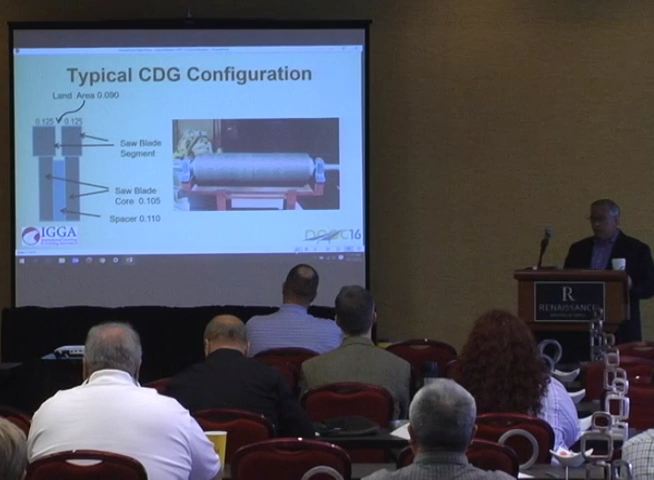 Typical CDG Configuration
Land Area 0.090
0.125 0.125
Saw Blade
Segment
Saw Blade
Core 0.105
Spacer 0.110
IGGA
16
R
RENAISSANCE